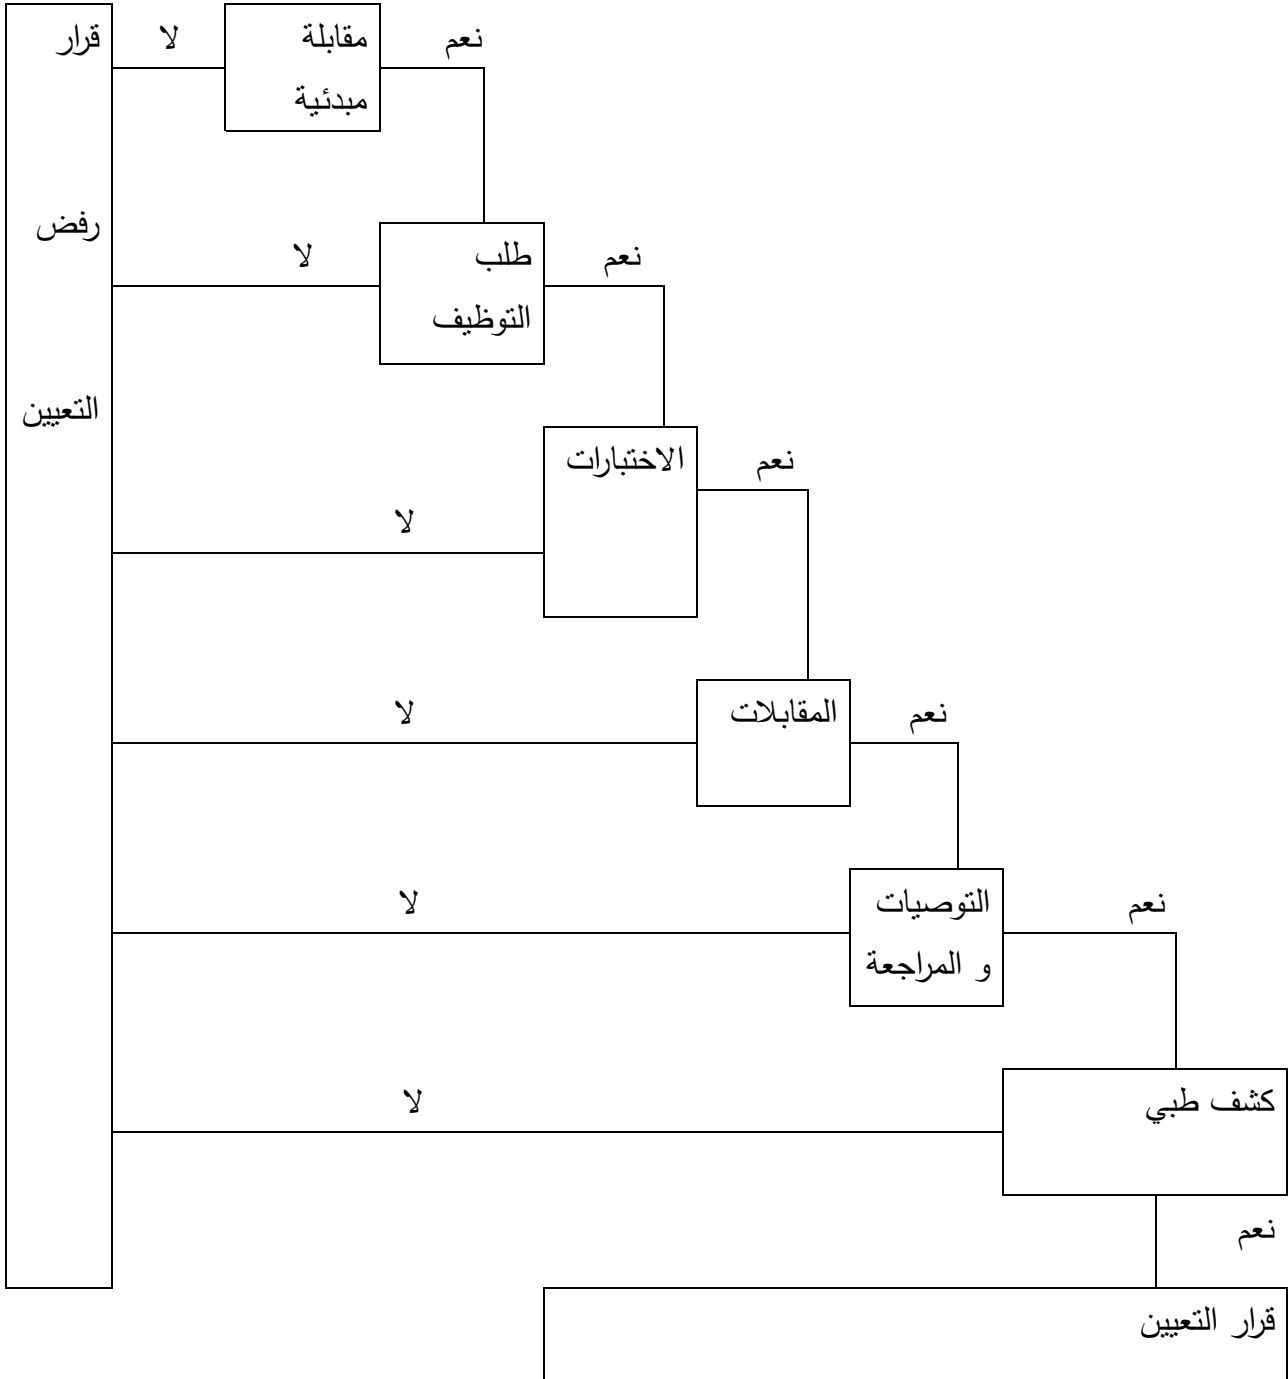 قرار
رفض
التعيين
لا
مقابلة
مبدئية
نعم
لا
طلب
التوظيف
نعم
لا
الاختبارات
نعم
لا
المقابلات
نعم
لا
التوصيات
و المراجعة
نعم
لا
كشف طبي
نعم
قرار التعيين